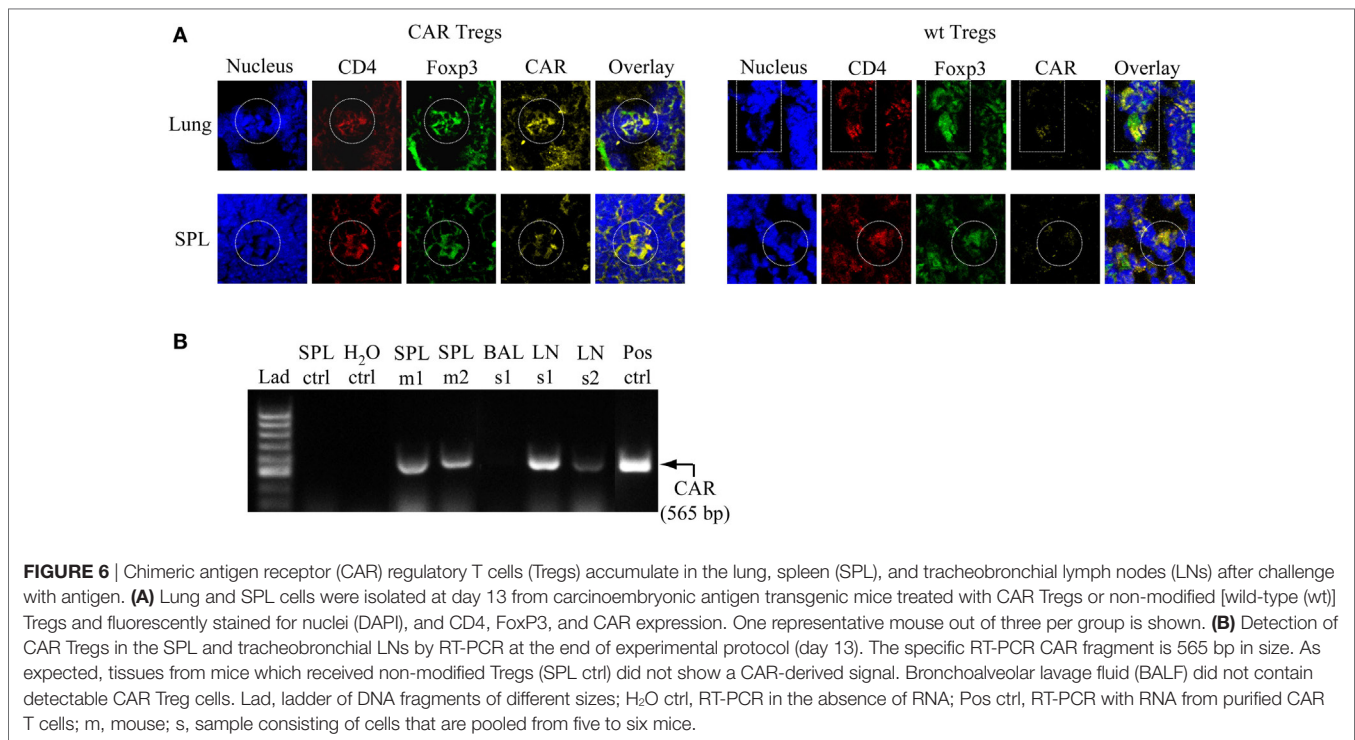 A
CAR Tregs
wt Tregs
Nucleus CD4 Foxp3 CAR Overlay
Nucleus CD4 Foxp3 CAR Overlay
Lung
SPL
B
SPL H₂O SPL SPL BAL LN LN Pos
Lad ctrl ctrl m1 m2 s1 s1 s2 ctrl
CAR
(565 bp)
FIGURE 6 | Chimeric antigen receptor (CAR) regulatory T cells (Tregs) accumulate in the lung, spleen (SPL), and tracheobronchial lymph nodes (LNs) after challenge
with antigen. (A) Lung and SPL cells were isolated at day 13 from carcinoembryonic antigen transgenic mice treated with CAR Tregs or non-modified [wild-type (wt)]
Tregs and fluorescently stained for nuclei (DAPI), and CD4, FoxP3, and CAR expression. One representative mouse out of three per group is shown. (B) Detection of
CAR Tregs in the SPL and tracheobronchial LNs by RT-PCR at the end of experimental protocol (day 13). The specific RT-PCR CAR fragment is 565 bp in size. As
expected, tissues from mice which received non-modified Tregs (SPL ctrl) did not show a CAR-derived signal. Bronchoalveolar lavage fluid (BALF) did not contain
detectable CAR Treg cells. Lad, ladder of DNA fragments of different sizes; H₂O ctrl, RT-PCR in the absence of RNA; Pos ctrl, RT-PCR with RNA from purified CAR
T cells; m, mouse; s, sample consisting of cells that are pooled from five to six mice.